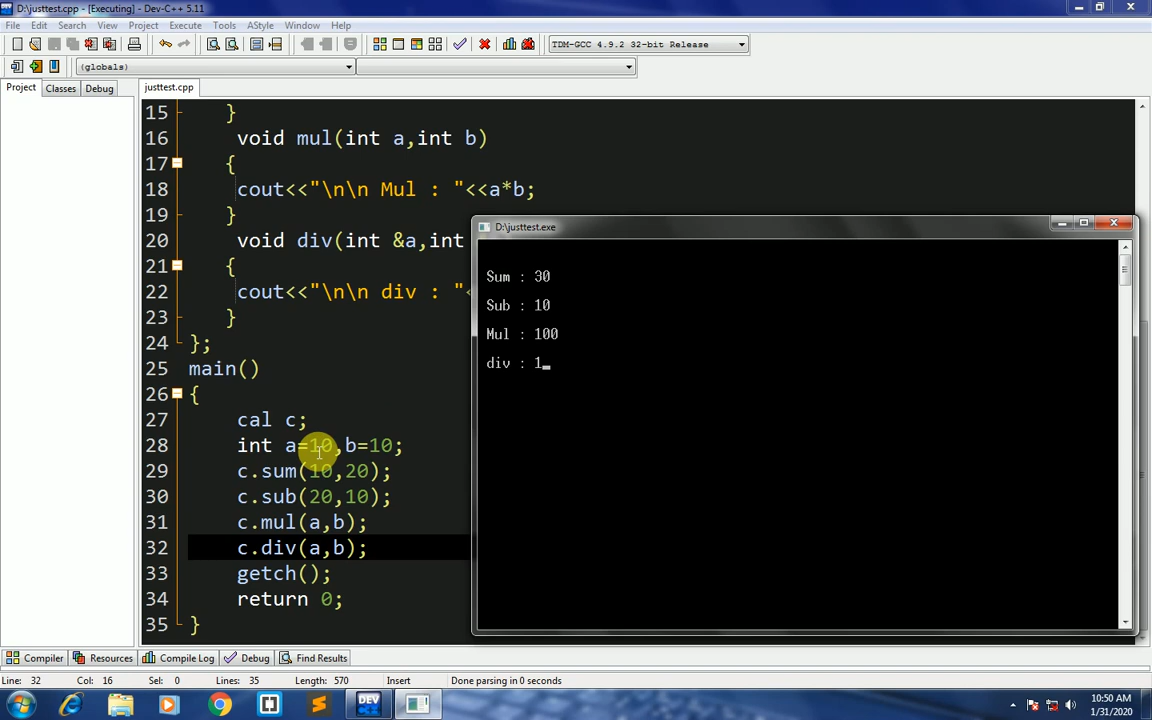 D:\justtest.cpp - [Executing] - Dev-C++ 5.11
File Edit Search View Project Execute Tools AStyle Window Help
TDM-GCC 4.9.2 32-bit Release
(globals)
Project Classes Debug justtest.cpp
15 }
16 void mul(int a,int b)
17 {
18 cout<<"\n\n Mul : "<<a*b;
19 }
20 void div(int &a,int
21 {
22 cout<<"\n\n div : "<
23 }
24 };
25 main()
26 {
27 cal c;
28 int a=10,b=10;
29 c.sum(10,20);
30 c.sub(20,10);
31 c.mul(a,b);
32 c.div(a,b);
33 getch();
34 return 0;
35 }
D:\justtest.exe
Sum : 30
Sub : 10
Mul : 100
div : 1
Compiler Resources Compile Log Debug Find Results
Line: 32 Col: 16 Sel: 0 Lines: 35 Length: 570 Insert Done parsing in 0 seconds
DEV
10:50 AM
1/31/2020